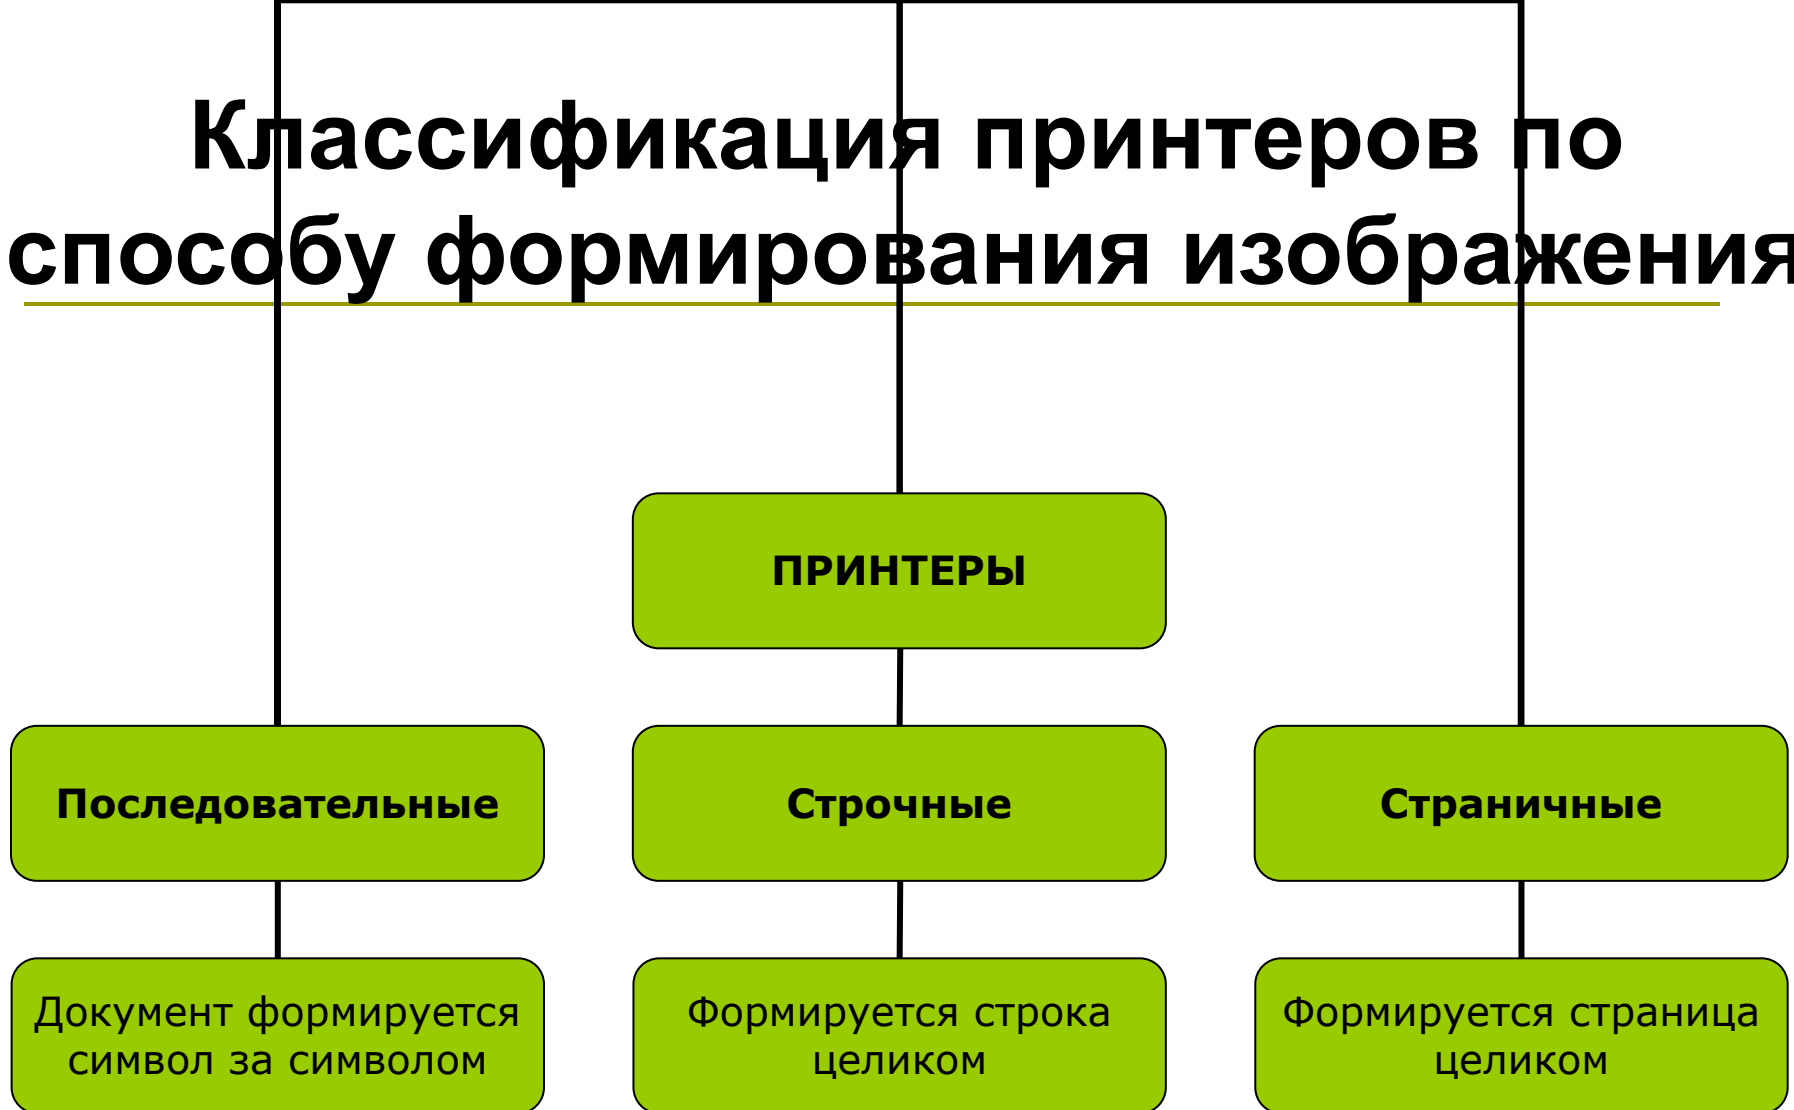 Классификация принтеров по
способу формирования изображения
ПРИНТЕРЫ
Последовательные
Строчные
Страничные
Документ формируется
символ за символом
Формируется строка
целиком
Формируется страница
целиком